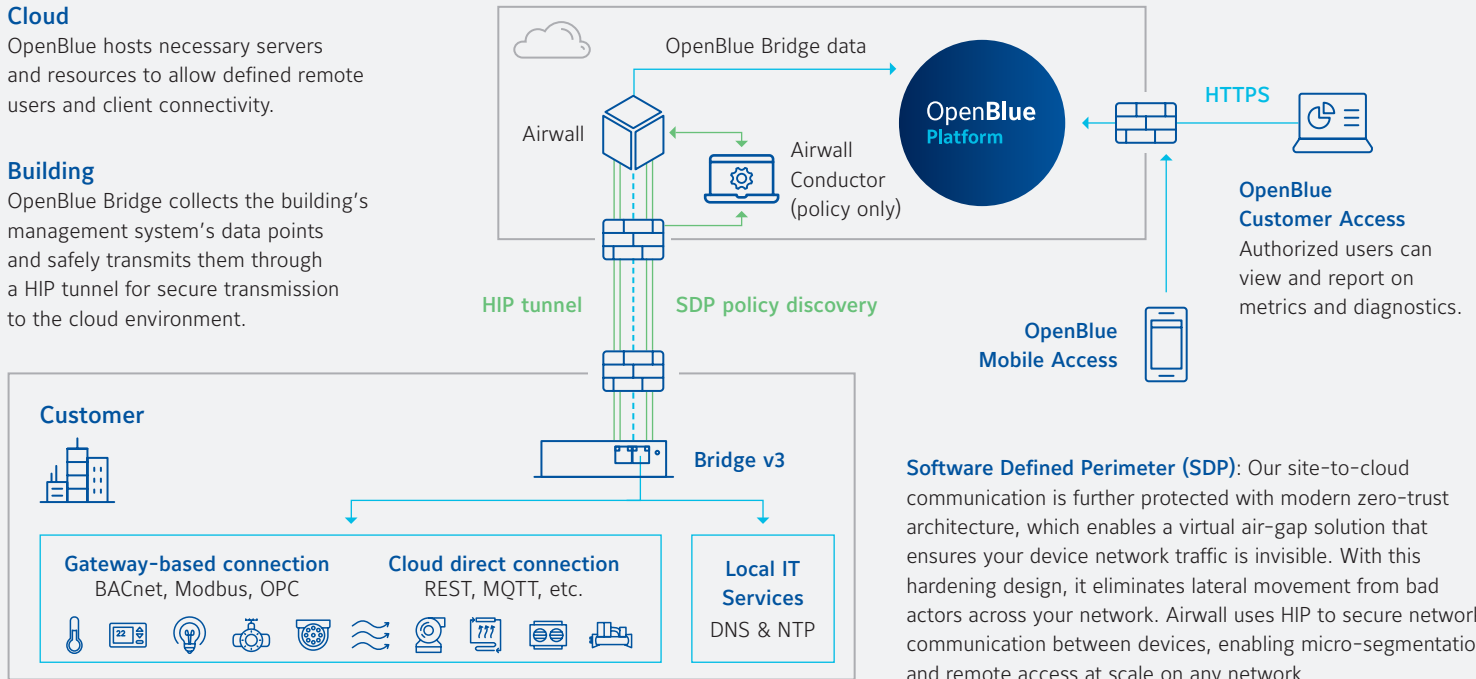 Cloud
OpenBlue hosts necessary servers
and resources to allow defined remote
users and client connectivity.
Building
OpenBlue Bridge collects the building's
management system's data points
and safely transmits them through
a HIP tunnel for secure transmission
to the cloud environment.
OpenBlue Bridge data
Airwall
Airwall
Conductor
(policy only)
OpenBlue
Platform
HTTPS
OpenBlue
Customer Access
Authorized users can
view and report on
metrics and diagnostics.
HIP tunnel
SDP policy discovery
OpenBlue
Mobile Access
Customer
Bridge v3
Gateway-based connection
BACnet, Modbus, OPC
Cloud direct connection
REST, MQTT, etc.
22
Local IT
Services
DNS & NTP
Software Defined Perimeter (SDP): Our site-to-cloud
communication is further protected with modern zero-trust
architecture, which enables a virtual air-gap solution that
ensures your device network traffic is invisible. With this
hardening design, it eliminates lateral movement from bad
actors across your network. Airwall uses HIP to secure network
communication between devices, enabling micro-segmentatio
and remote access at scale on any network